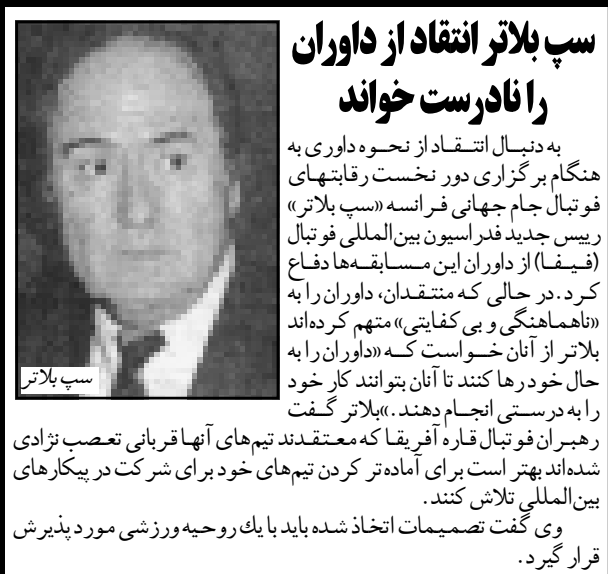 سپ بلاتر انتقاد از داوران
را نادرست خواند
به دنبال انتقاد از نحوه داوری به
هنگام برگزاری دور نخست رقابتهای
فوتبال جام جهانی فرانسه «سپ بلاتر»
رییس جدید فدراسیون بین‌المللی فوتبال
(فیفا) از داوران این مسابقه‌ها دفاع
کرد. در حالی که منتقدان، داوران را به
«ناهماهنگی و بی‌کفایتی» متهم کرده‌اند
بلاتر از آنان خواست که «داوران را به
حال خود رها کنند تا آنان بتوانند کار خود
را به درستی انجام دهند.» بلاتر گفت
رهبران فوتبال قاره آفریقا که معتقدند تیم‌های آنها قربانی تعصب نژادی
شده‌اند بهتر است برای آماده‌تر کردن تیم‌های خود برای شرکت در پیکارهای
بین‌المللی تلاش کنند.
وی گفت تصمیمات اتخاذ شده باید با یك روحیه ورزشی مورد پذیرش
قرار گیرد.
سپ بلاتر